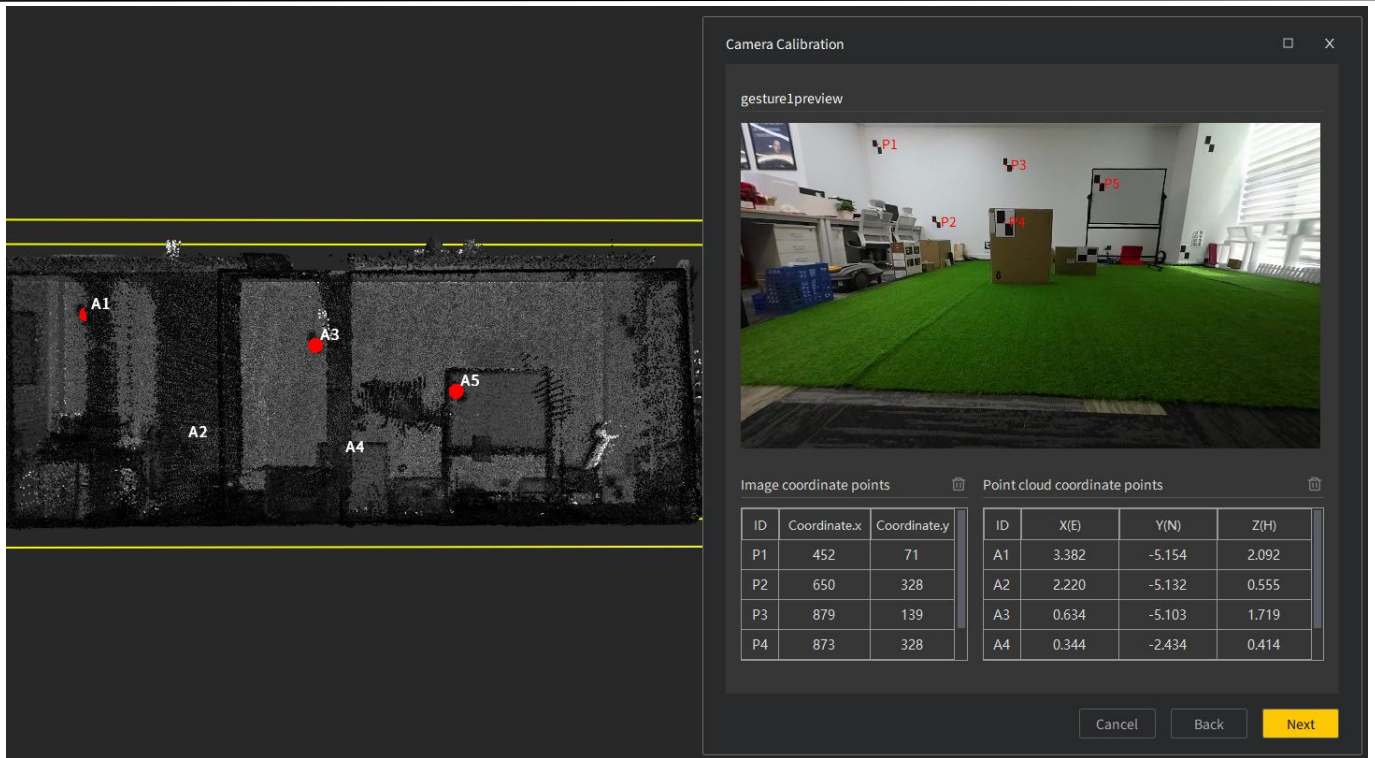 Camera Calibration
gesture1preview
P1
P3
P5
P2
P4
6
A1
A3
A5
A2
A4
Image coordinate points
ID Coordinate.x Coordinate.y
P1 452 71
P2 650 328
P3 879 139
P4 873 328
Point cloud coordinate points
ID X(E) Y(N) Z(H)
A1 3.382 -5.154 2.092
A2 2.220 -5.132 0.555
A3 0.634 -5.103 1.719
A4 0.344 -2.434 0.414
Cancel Back Next